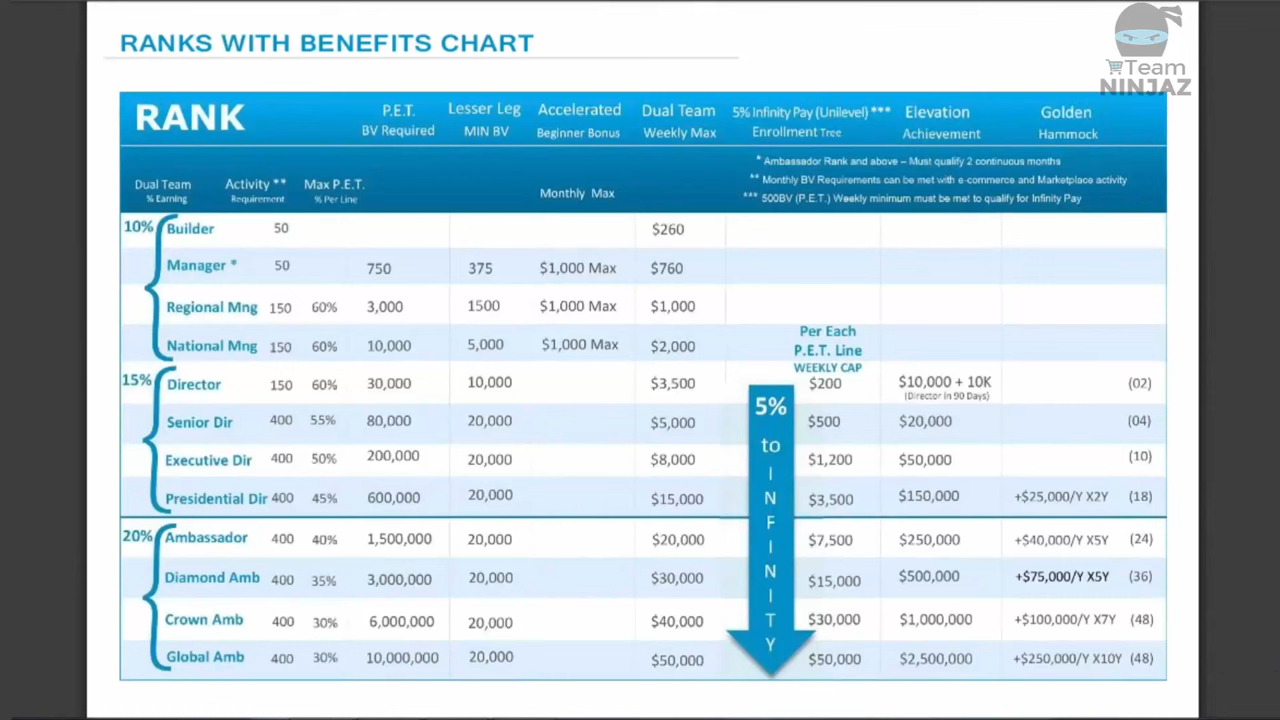 RANKS WITH BENEFITS CHART
Team
NINJAZ
RANK P.E.T. Lesser Leg Accelerated Dual Team 5% Infinity Pay (Unilevel) *** Elevation Golden
BV Required MIN BV Beginner Bonus Weekly Max Enrollment Tree Achievement Hammock
* Ambassador Rank and above – Must qualify 2 continuous months
** Monthly BV Requirements can be met with e-commerce and Marketplace activity
*** 500BV (P.E.T.) Weekly minimum must be met to qualify for Infinity Pay
Dual Team Activity ** Max P.E.T. Monthly Max
% Earning Requirement % Per Line
10% Builder 50 $260
Manager * 50 750 375 $1,000 Max $760
Regional Mng 150 60% 3,000 1500 $1,000 Max $1,000
National Mng 150 60% 10,000 5,000 $1,000 Max $2,000
Per Each
P.E.T. Line
WEEKLY CAP
15% Director 150 60% 30,000 10,000 $3,500 $200 $10,000 + 10K (02)
(Director in 90 Days)
Senior Dir 400 55% 80,000 20,000 $5,000 $500 $20,000 (04)
Executive Dir 400 50% 200,000 20,000 $8,000 $1,200 $50,000 (10)
Presidential Dir 400 45% 600,000 20,000 $15,000 $3,500 $150,000 +$25,000/Y X2Y (18)
20% Ambassador 400 40% 1,500,000 20,000 $20,000 $7,500 $250,000 +$40,000/Y X5Y (24)
Diamond Amb 400 35% 3,000,000 20,000 $30,000 $15,000 $500,000 +$75,000/Y X5Y (36)
Crown Amb 400 30% 6,000,000 20,000 $40,000 $30,000 $1,000,000 +$100,000/Y X7Y (48)
Global Amb 400 30% 10,000,000 20,000 $50,000 $50,000 $2,500,000 +$250,000/Y X10Y (48)
5%
to
INFINITY